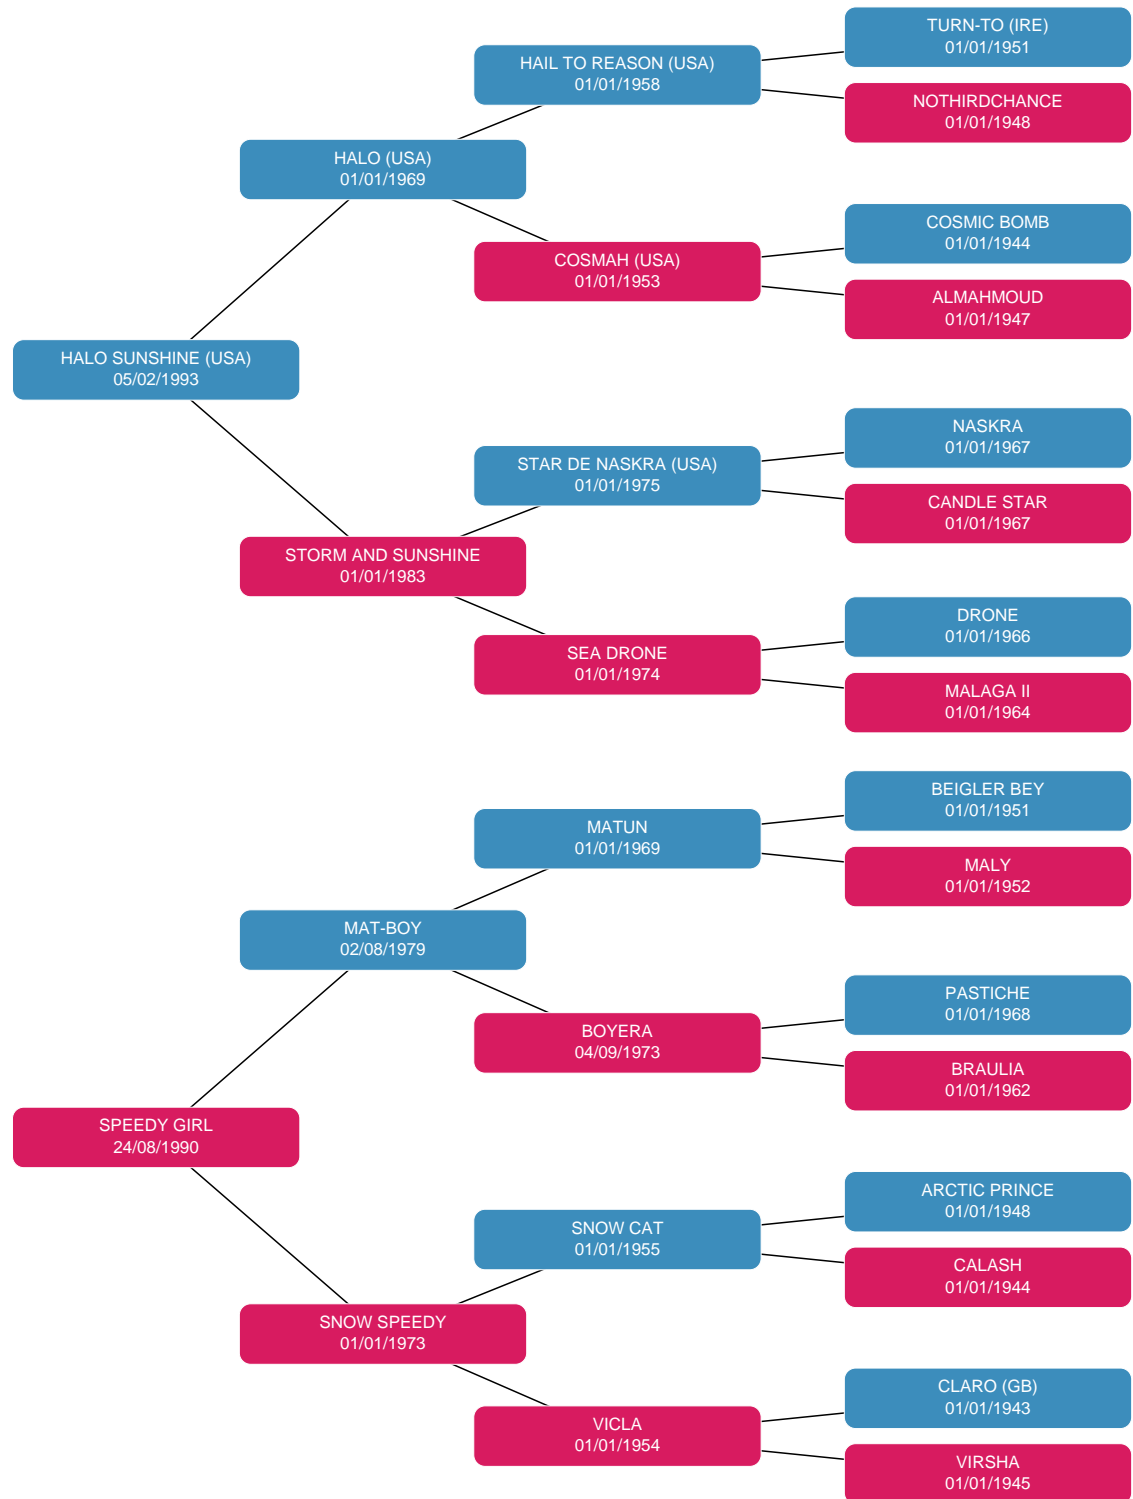 TURN-TO (IRE)
01/01/1951
HAIL TO REASON (USA)
01/01/1958
NOTHIRDCHANCE
01/01/1948
HALO (USA)
01/01/1969
COSMIC BOMB
01/01/1944
COSMAH (USA)
01/01/1953
ALMAHMOUD
01/01/1947
HALO SUNSHINE (USA)
05/02/1993
NASKRA
01/01/1967
STAR DE NASKRA (USA)
01/01/1975
CANDLE STAR
01/01/1967
STORM AND SUNSHINE
01/01/1983
DRONE
01/01/1966
SEA DRONE
01/01/1974
MALAGA II
01/01/1964
BEIGLER BEY
01/01/1951
MATUN
01/01/1969
MALY
01/01/1952
MAT-BOY
02/08/1979
PASTICHE
01/01/1968
BOYERA
04/09/1973
BRAULIA
01/01/1962
SPEEDY GIRL
24/08/1990
ARCTIC PRINCE
01/01/1948
SNOW CAT
01/01/1955
CALASH
01/01/1944
SNOW SPEEDY
01/01/1973
CLARO (GB)
01/01/1943
VICLA
01/01/1954
VIRSHA
01/01/1945